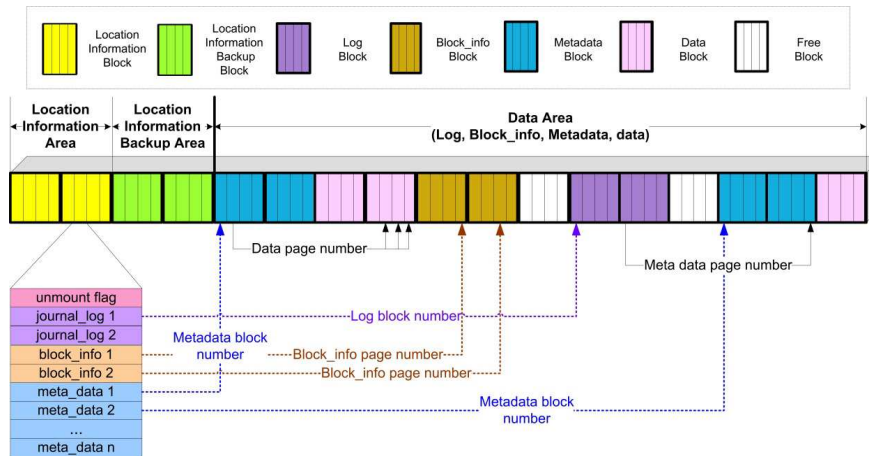 Location
Information
Block
Location
Information
Backup
Block
Log
Block
Block_info
Block
Metadata
Block
Data
Block
Free
Block
Location
Information
Area
Location
Information
Backup Area
Data Area
(Log, Block_info, Metadata, data)
Data page number
Meta data page number
unmount flag
journal_log 1
journal_log 2
block_info 1
block_info 2
meta_data 1
meta_data 2
...
meta_data n
Log block number
Metadata block
number
Block_info page number
Block_info page number
Metadata block
number